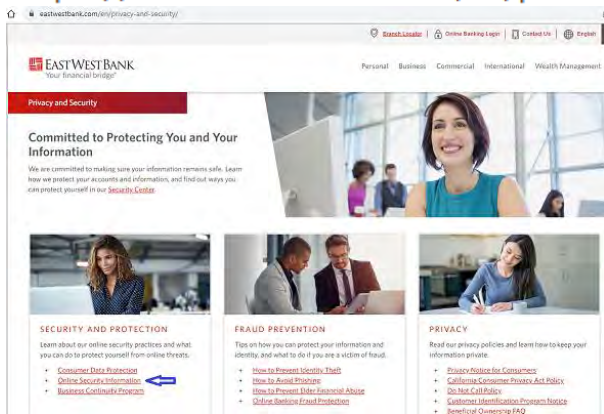 eastwestbank.com/en/privacy-and-security/
Branch Locator | Online Banking Login | Contact Us | English
EAST WEST BANK
Your financial bridge®
Personal Business Commercial International Wealth Management
Privacy and Security
Committed to Protecting You and Your
Information
We are committed to making sure your information remains safe. Learn
how we protect your accounts and information, and find out ways you
can protect yourself in our Security Center.
SECURITY AND PROTECTION
Learn about our online security practices and what
you can do to protect yourself from online threats.
Consumer Data Protection
Online Security Information
Business Continuity Program
FRAUD PREVENTION
Tips on how you can protect your information and
identity, and what to do if you are a victim of fraud.
How to Prevent Identity Theft
How to Avoid Phishing
How to Prevent Elder Financial Abuse
Online Banking Fraud Protection
PRIVACY
Read our privacy policies and learn how to keep your
information private.
Privacy Notice for Consumers
California Consumer Privacy Act Policy
Do Not Call Policy
Customer Identification Program Notice
Beneficial Ownership FAQ